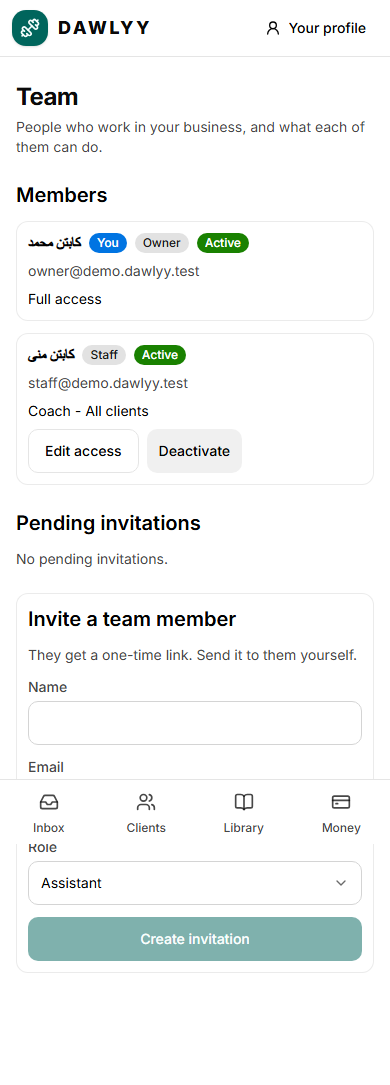 DAWLYY
Your profile
Team
People who work in your business, and what each of
them can do.
Members
كابتن محمد You Owner Active
owner@demo.dawlyy.test
Full access
كابتن منى Staff Active
staff@demo.dawlyy.test
Coach - All clients
Edit access Deactivate
Pending invitations
No pending invitations.
Invite a team member
They get a one-time link. Send it to them yourself.
Name
Email
Inbox Clients Library Money
Role
Assistant
Create invitation